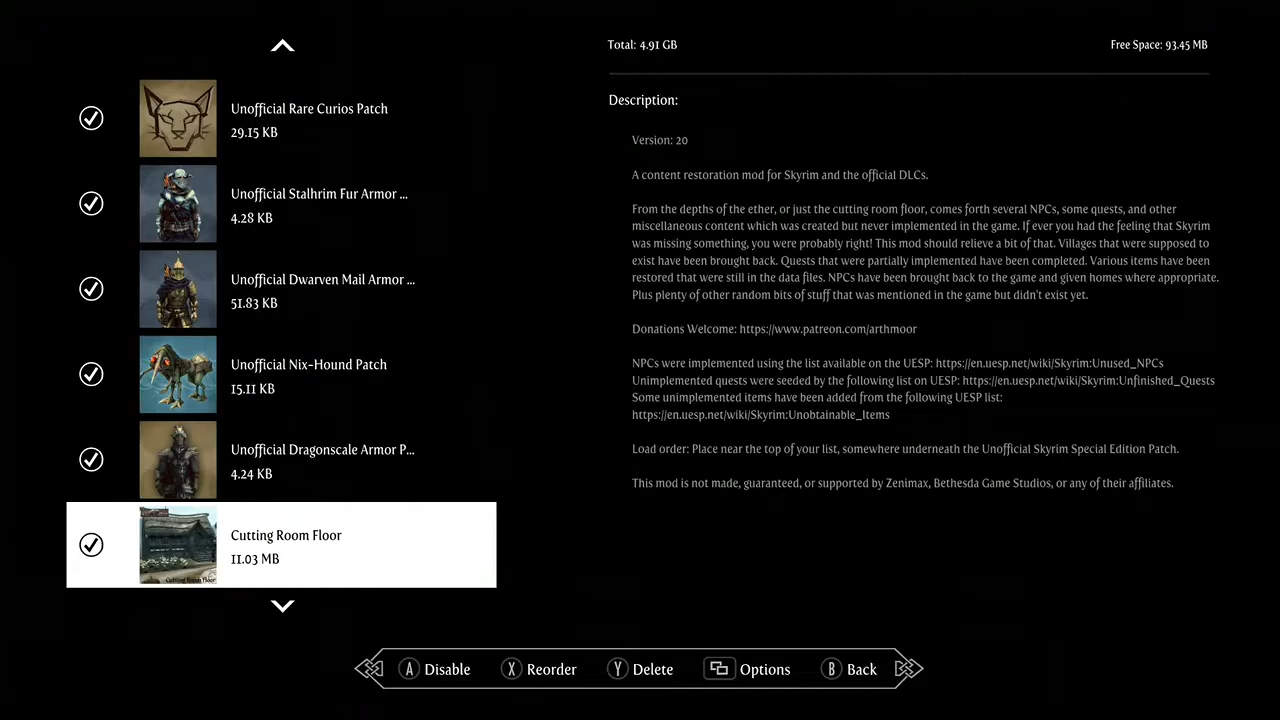 Total: 4.91 GB
Free Space: 93.45 MB
Unofficial Rare Curios Patch
29.15 KB
Unofficial Stalhrim Fur Armor ...
4.28 KB
Unofficial Dwarven Mail Armor ...
51.83 KB
Unofficial Nix-Hound Patch
15.11 KB
Unofficial Dragonscale Armor P...
4.24 KB
Cutting Room Floor
Cutting Room Floor
11.03 MB
Description:
Version: 20
A content restoration mod for Skyrim and the official DLCs.
From the depths of the ether, or just the cutting room floor, comes forth several NPCs, some quests, and other
miscellaneous content which was created but never implemented in the game. If ever you had the feeling that Skyrim
was missing something, you were probably right! This mod should relieve a bit of that. Villages that were supposed to
exist have been brought back. Quests that were partially implemented have been completed. Various items have been
restored that were still in the data files. NPCs have been brought back to the game and given homes where appropriate.
Plus plenty of other random bits of stuff that was mentioned in the game but didn't exist yet.
Donations Welcome: https://www.patreon.com/arthmoor
NPCs were implemented using the list available on the UESP: https://en.uesp.net/wiki/Skyrim:Unused_NPCs
Unimplemented quests were seeded by the following list on UESP: https://en.uesp.net/wiki/Skyrim:Unfinished_Quests
Some unimplemented items have been added from the following UESP list:
https://en.uesp.net/wiki/Skyrim:Unobtainable_Items
Load order: Place near the top of your list, somewhere underneath the Unofficial Skyrim Special Edition Patch.
This mod is not made, guaranteed, or supported by Zenimax, Bethesda Game Studios, or any of their affiliates.
A Disable X Reorder Y Delete Options B Back